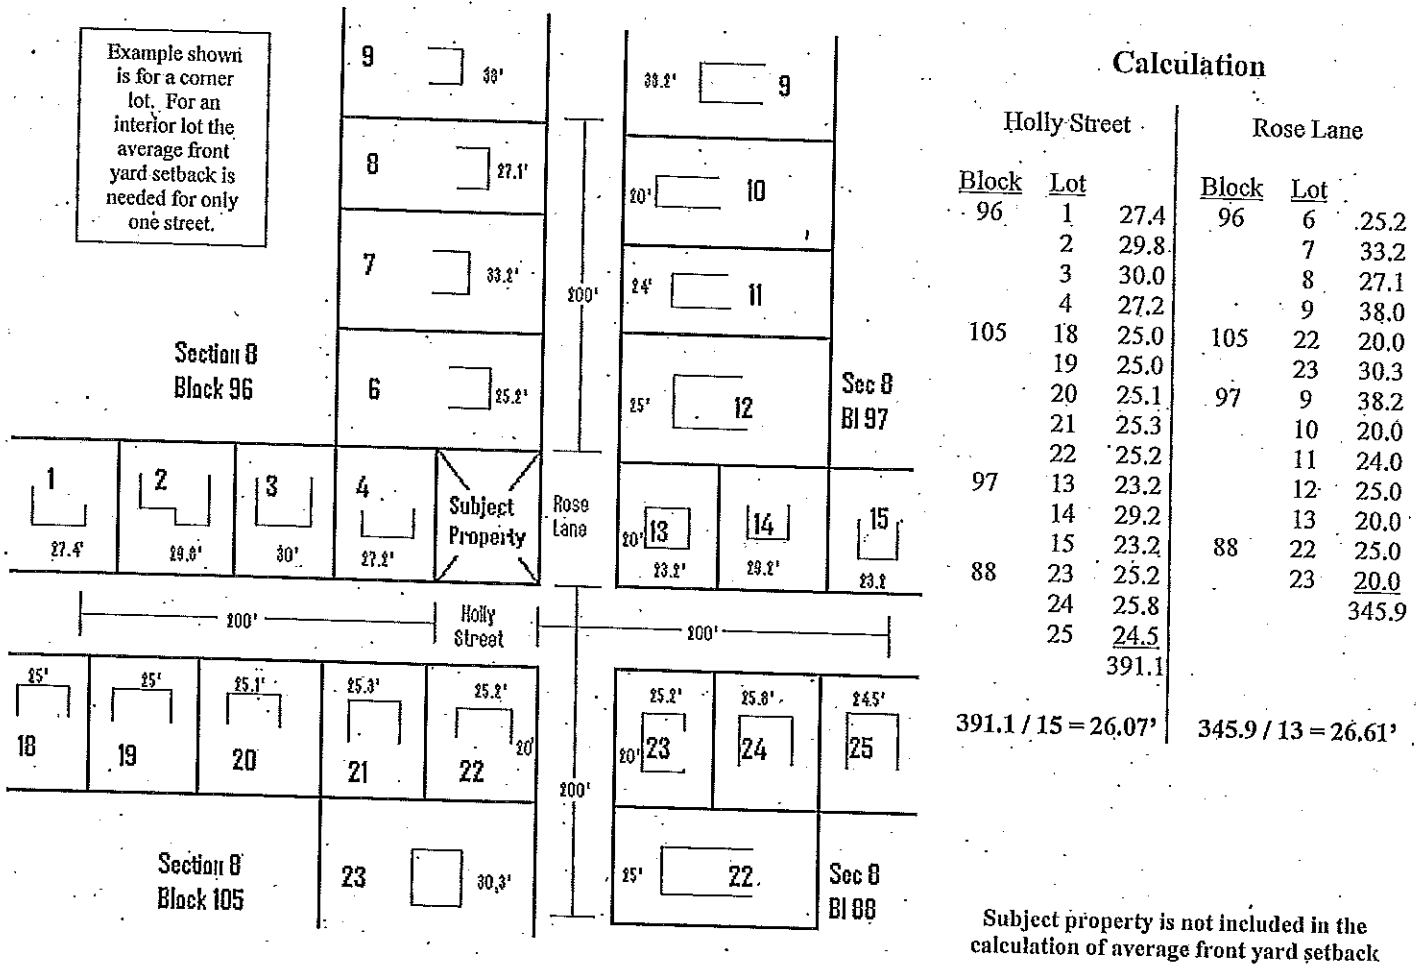 Example shown
is for a corner
lot. For an
interior lot the
average front
yard setback is
needed for only
one street.
9
38'
8
27.1'
7
33.2'
6
25.2'
Section 8
Block 96
200'
38.2' 9
20' 10
24' 11
25' 12
Sec 8
Bl 97
1
27.4'
2
29.8'
3
30'
4
27.2'
Subject
Property
Rose
Lane
20' 13
23.2'
14
29.2'
15
23.2
200'
Holly
Street
200'
25'
18
25'
19
25.1'
20
25.3'
21
25.2'
22 20'
200'
25.2'
20' 23
25.8'
24
24.5'
25
Section 8
Block 105
23 30.3'
25' 22
Sec 8
Bl 88
Calculation
Holly Street Rose Lane
Block Lot Block Lot
96 1 27.4 96 6 25.2
2 29.8 7 33.2
3 30.0 8 27.1
4 27.2 9 38.0
105 18 25.0 105 22 20.0
19 25.0 23 30.3
20 25.1 97 9 38.2
21 25.3 10 20.0
22 25.2 11 24.0
97 13 23.2 12 25.0
14 29.2 13 20.0
15 23.2 88 22 25.0
88 23 25.2 23 20.0
24 25.8 345.9
25 24.5
391.1
391.1 / 15 = 26.07' 345.9 / 13 = 26.61'
Subject property is not included in the
calculation of average front yard setback